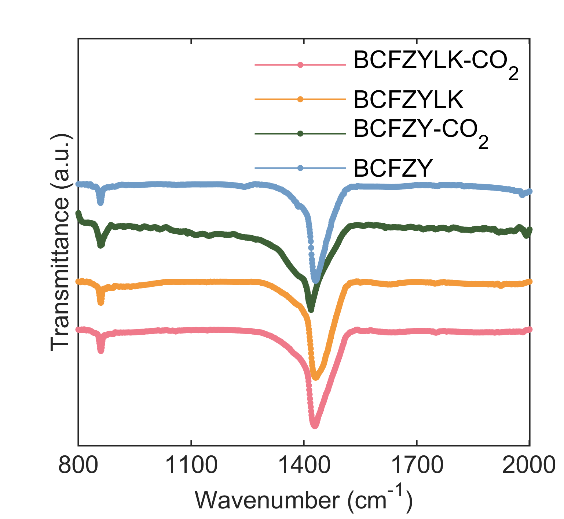 BCFZYLK-CO₂
BCFZYLK
BCFZY-CO₂
BCFZY
Transmittance (a.u.)
800 1100 1400 1700 2000
Wavenumber (cm⁻¹)